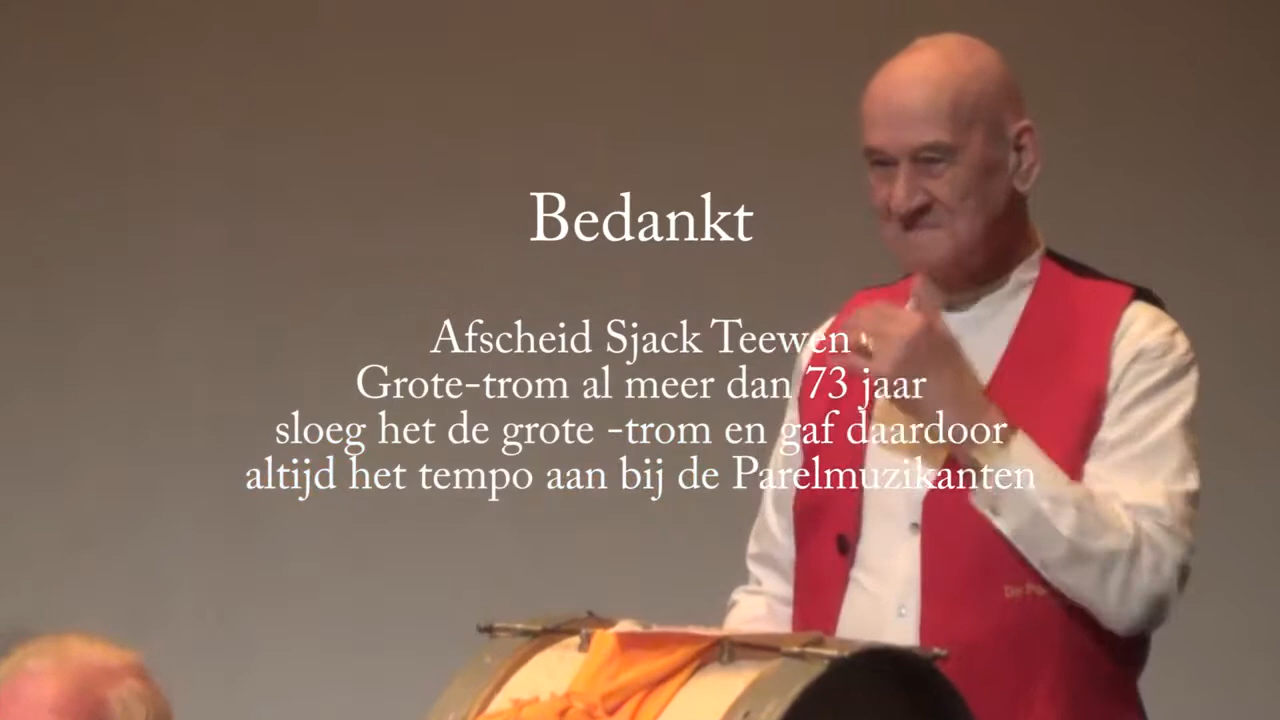 Bedankt
Afscheid Sjack Teewen
Grote-trom al meer dan 73 jaar
sloeg het de grote -trom en gaf daardoor
altijd het tempo aan bij de Parelmuzikanten